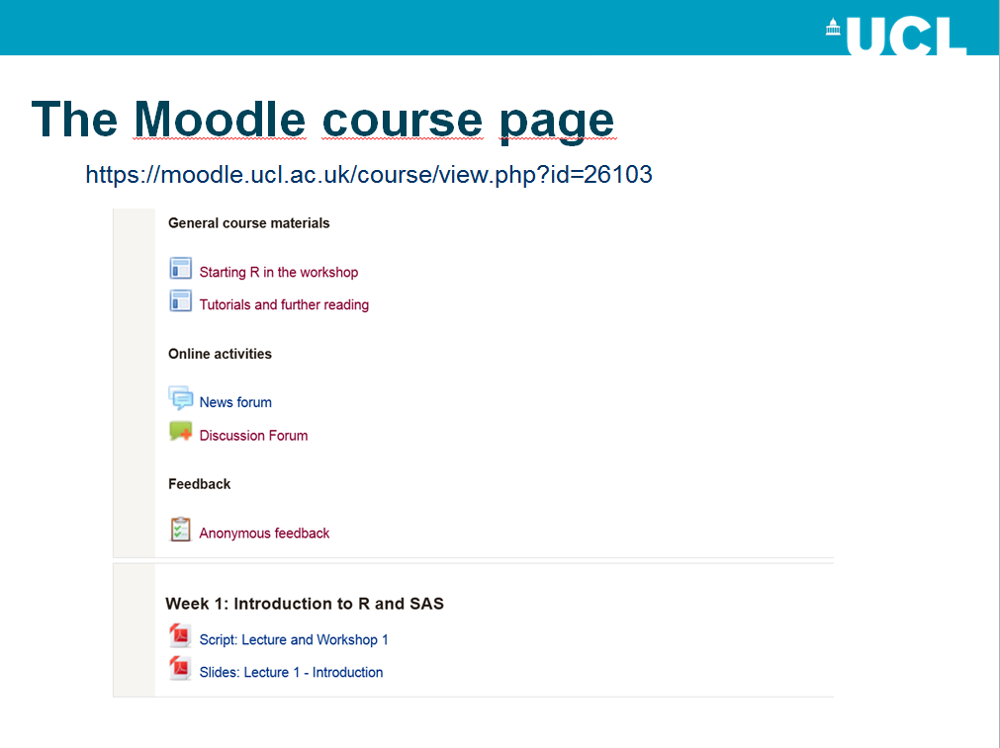 UCL
The Moodle course page
https://moodle.ucl.ac.uk/course/view.php?id=26103
General course materials
Starting R in the workshop
Tutorials and further reading
Online activities
News forum
Discussion Forum
Feedback
Anonymous feedback
Week 1: Introduction to R and SAS
Script: Lecture and Workshop 1
Slides: Lecture 1 - Introduction